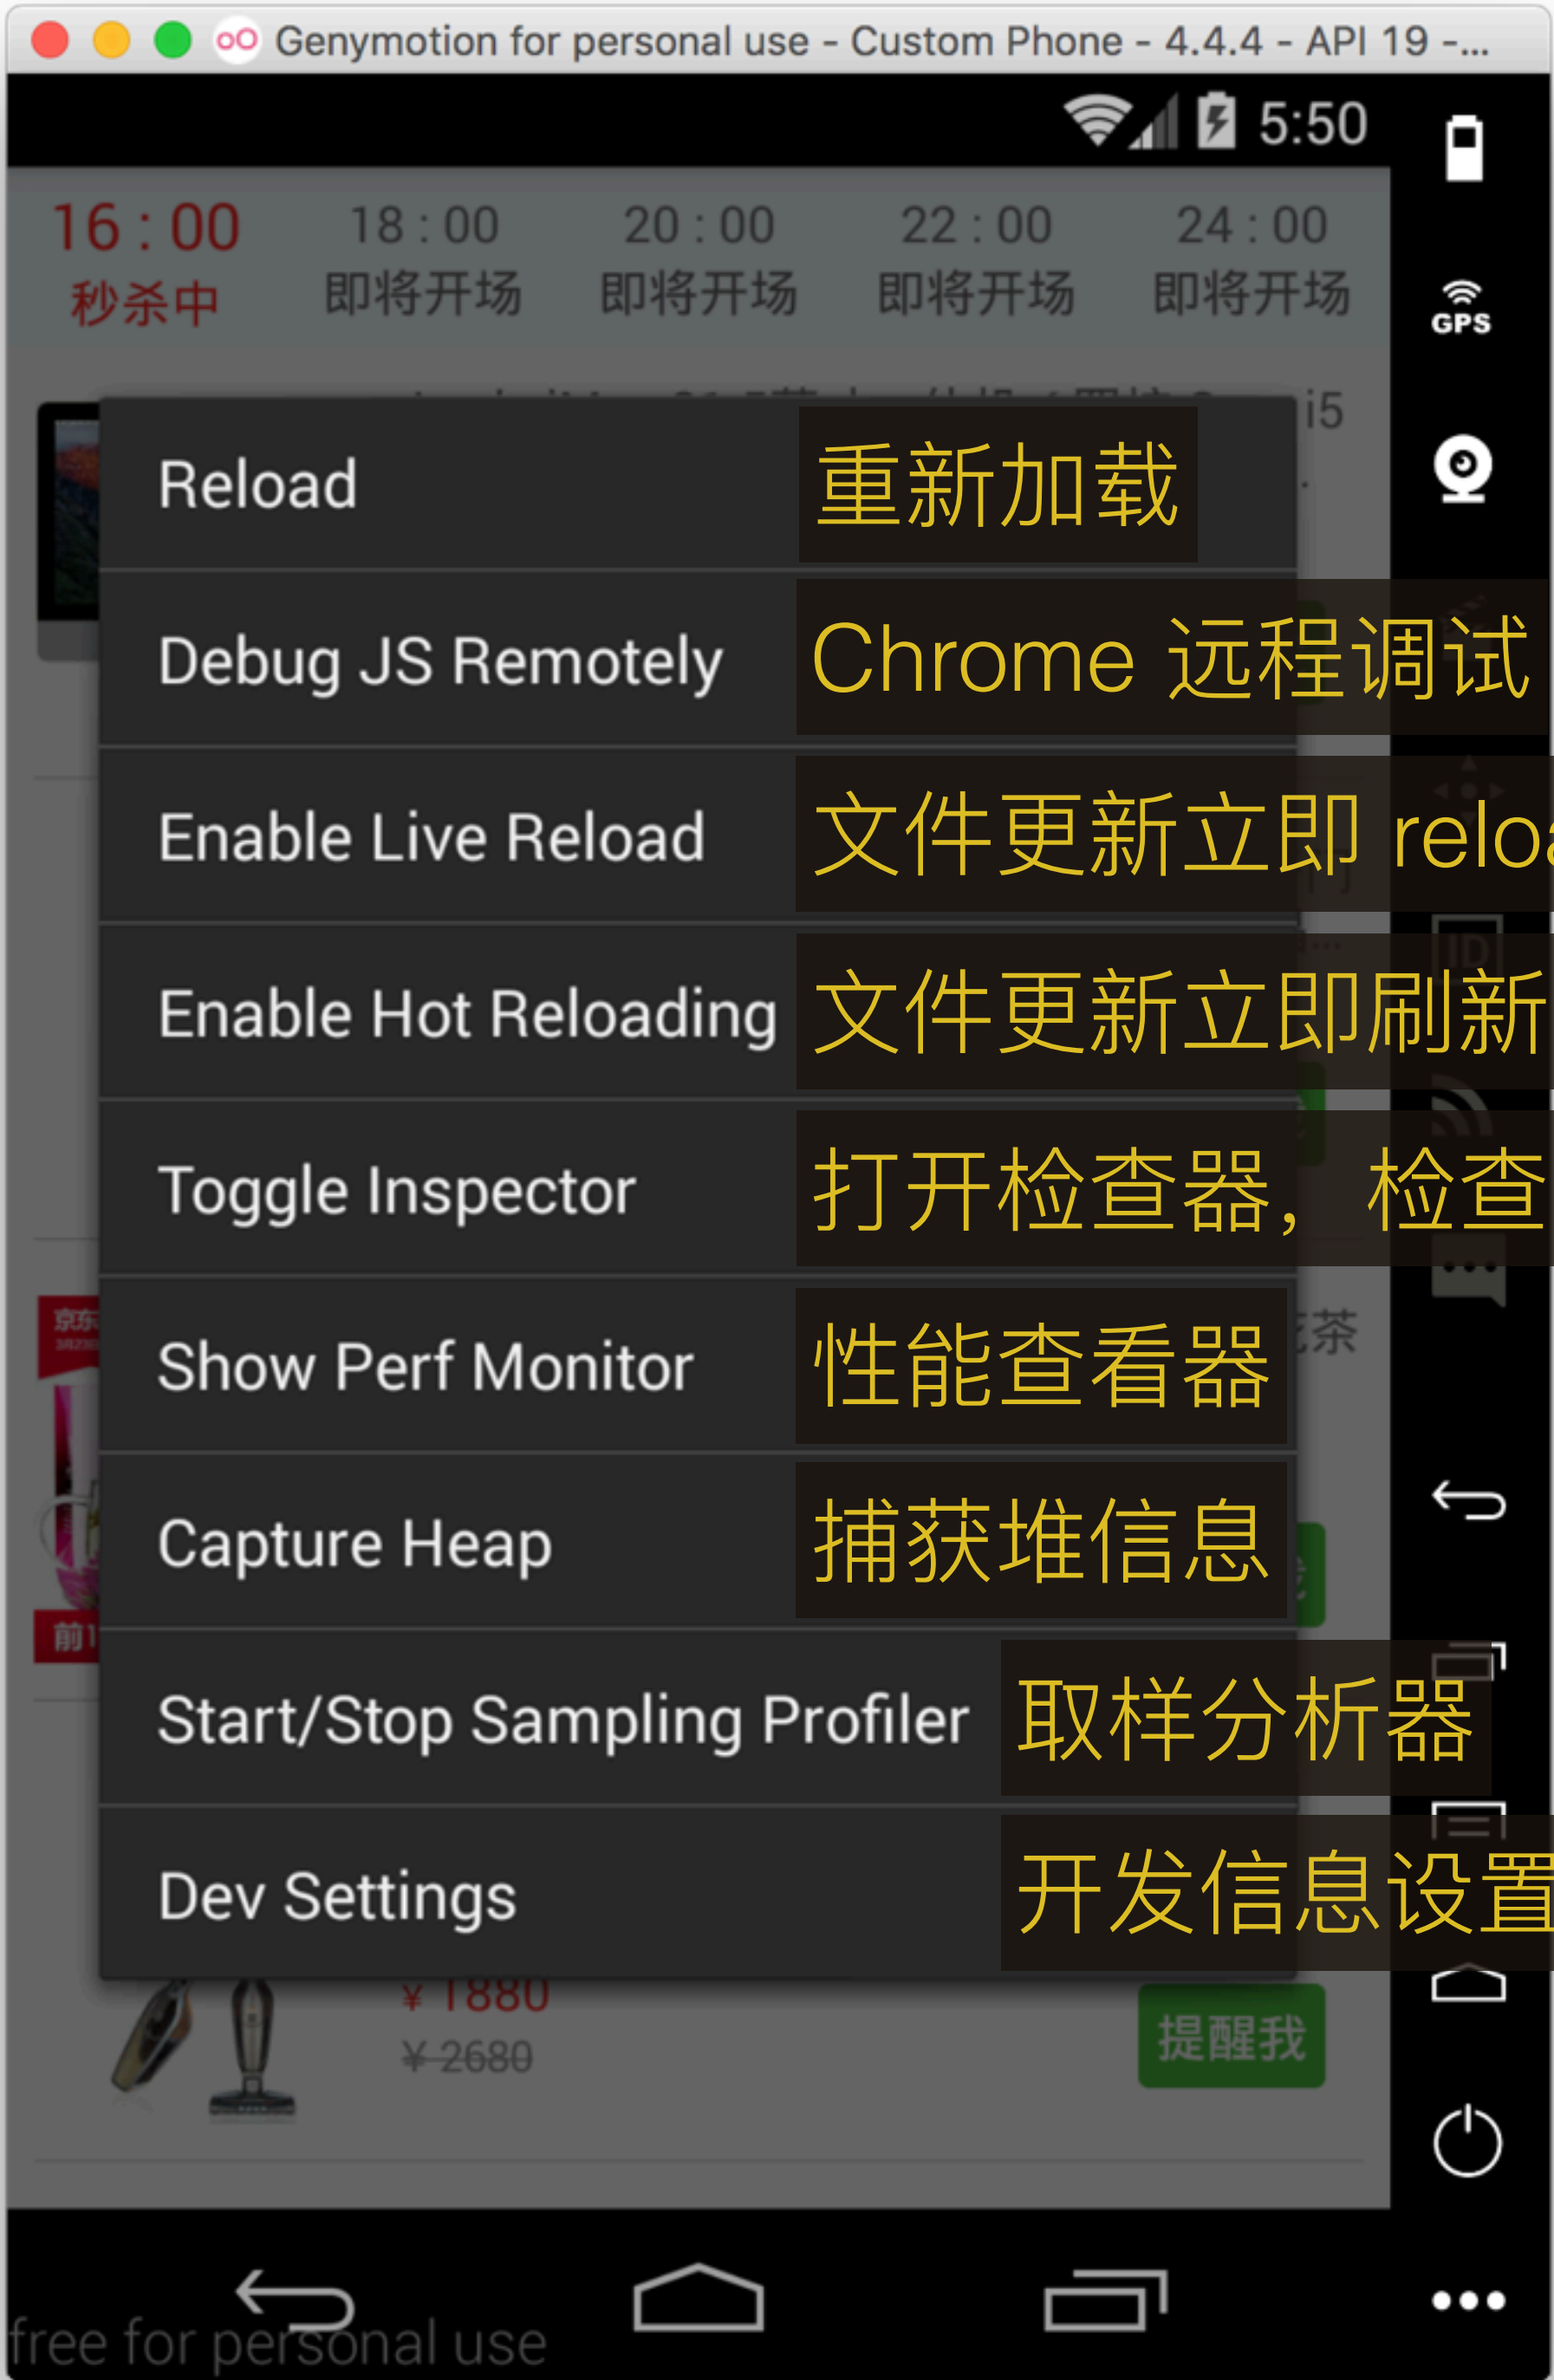 Genymotion for personal use - Custom Phone - 4.4.4 - API 19 -...
5:50
16 : 00 18 : 00 20 : 00 22 : 00 24 : 00
秒杀中 即将开场 即将开场 即将开场 即将开场
GPS
i5
Reload 重新加载
Debug JS Remotely Chrome 远程调试
Enable Live Reload 文件更新立即
Enable Hot Reloading 文件更新立即刷新
ID
Toggle Inspector 打开检查器，检查
京东
茶
Show Perf Monitor 性能查看器
Capture Heap 捕获堆信息
前1
Start/Stop Sampling Profiler 取样分析器
Dev Settings 开发信息设置
¥ 1880
¥ 2680
提醒我
free for personal use